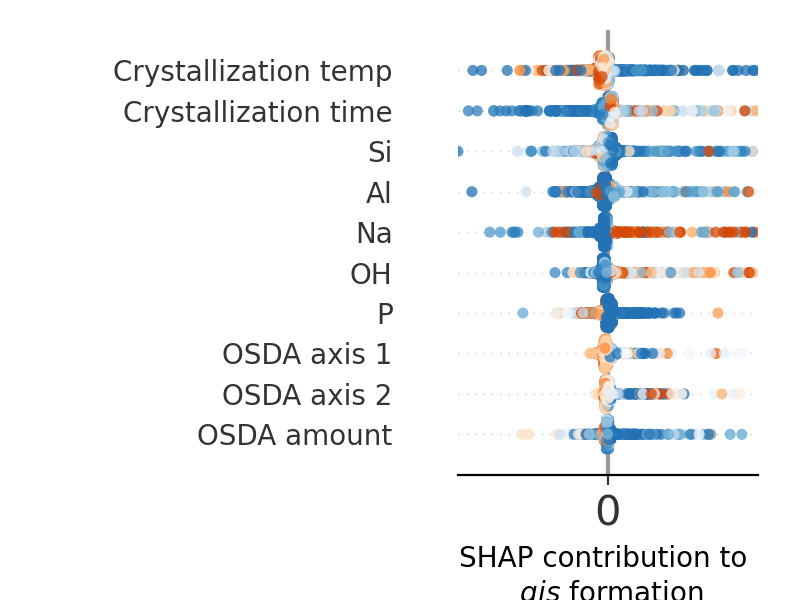 Crystallization temp
Crystallization time
Si
Al
Na
OH
P
OSDA axis 1
OSDA axis 2
OSDA amount
0
SHAP contribution to
gis formation